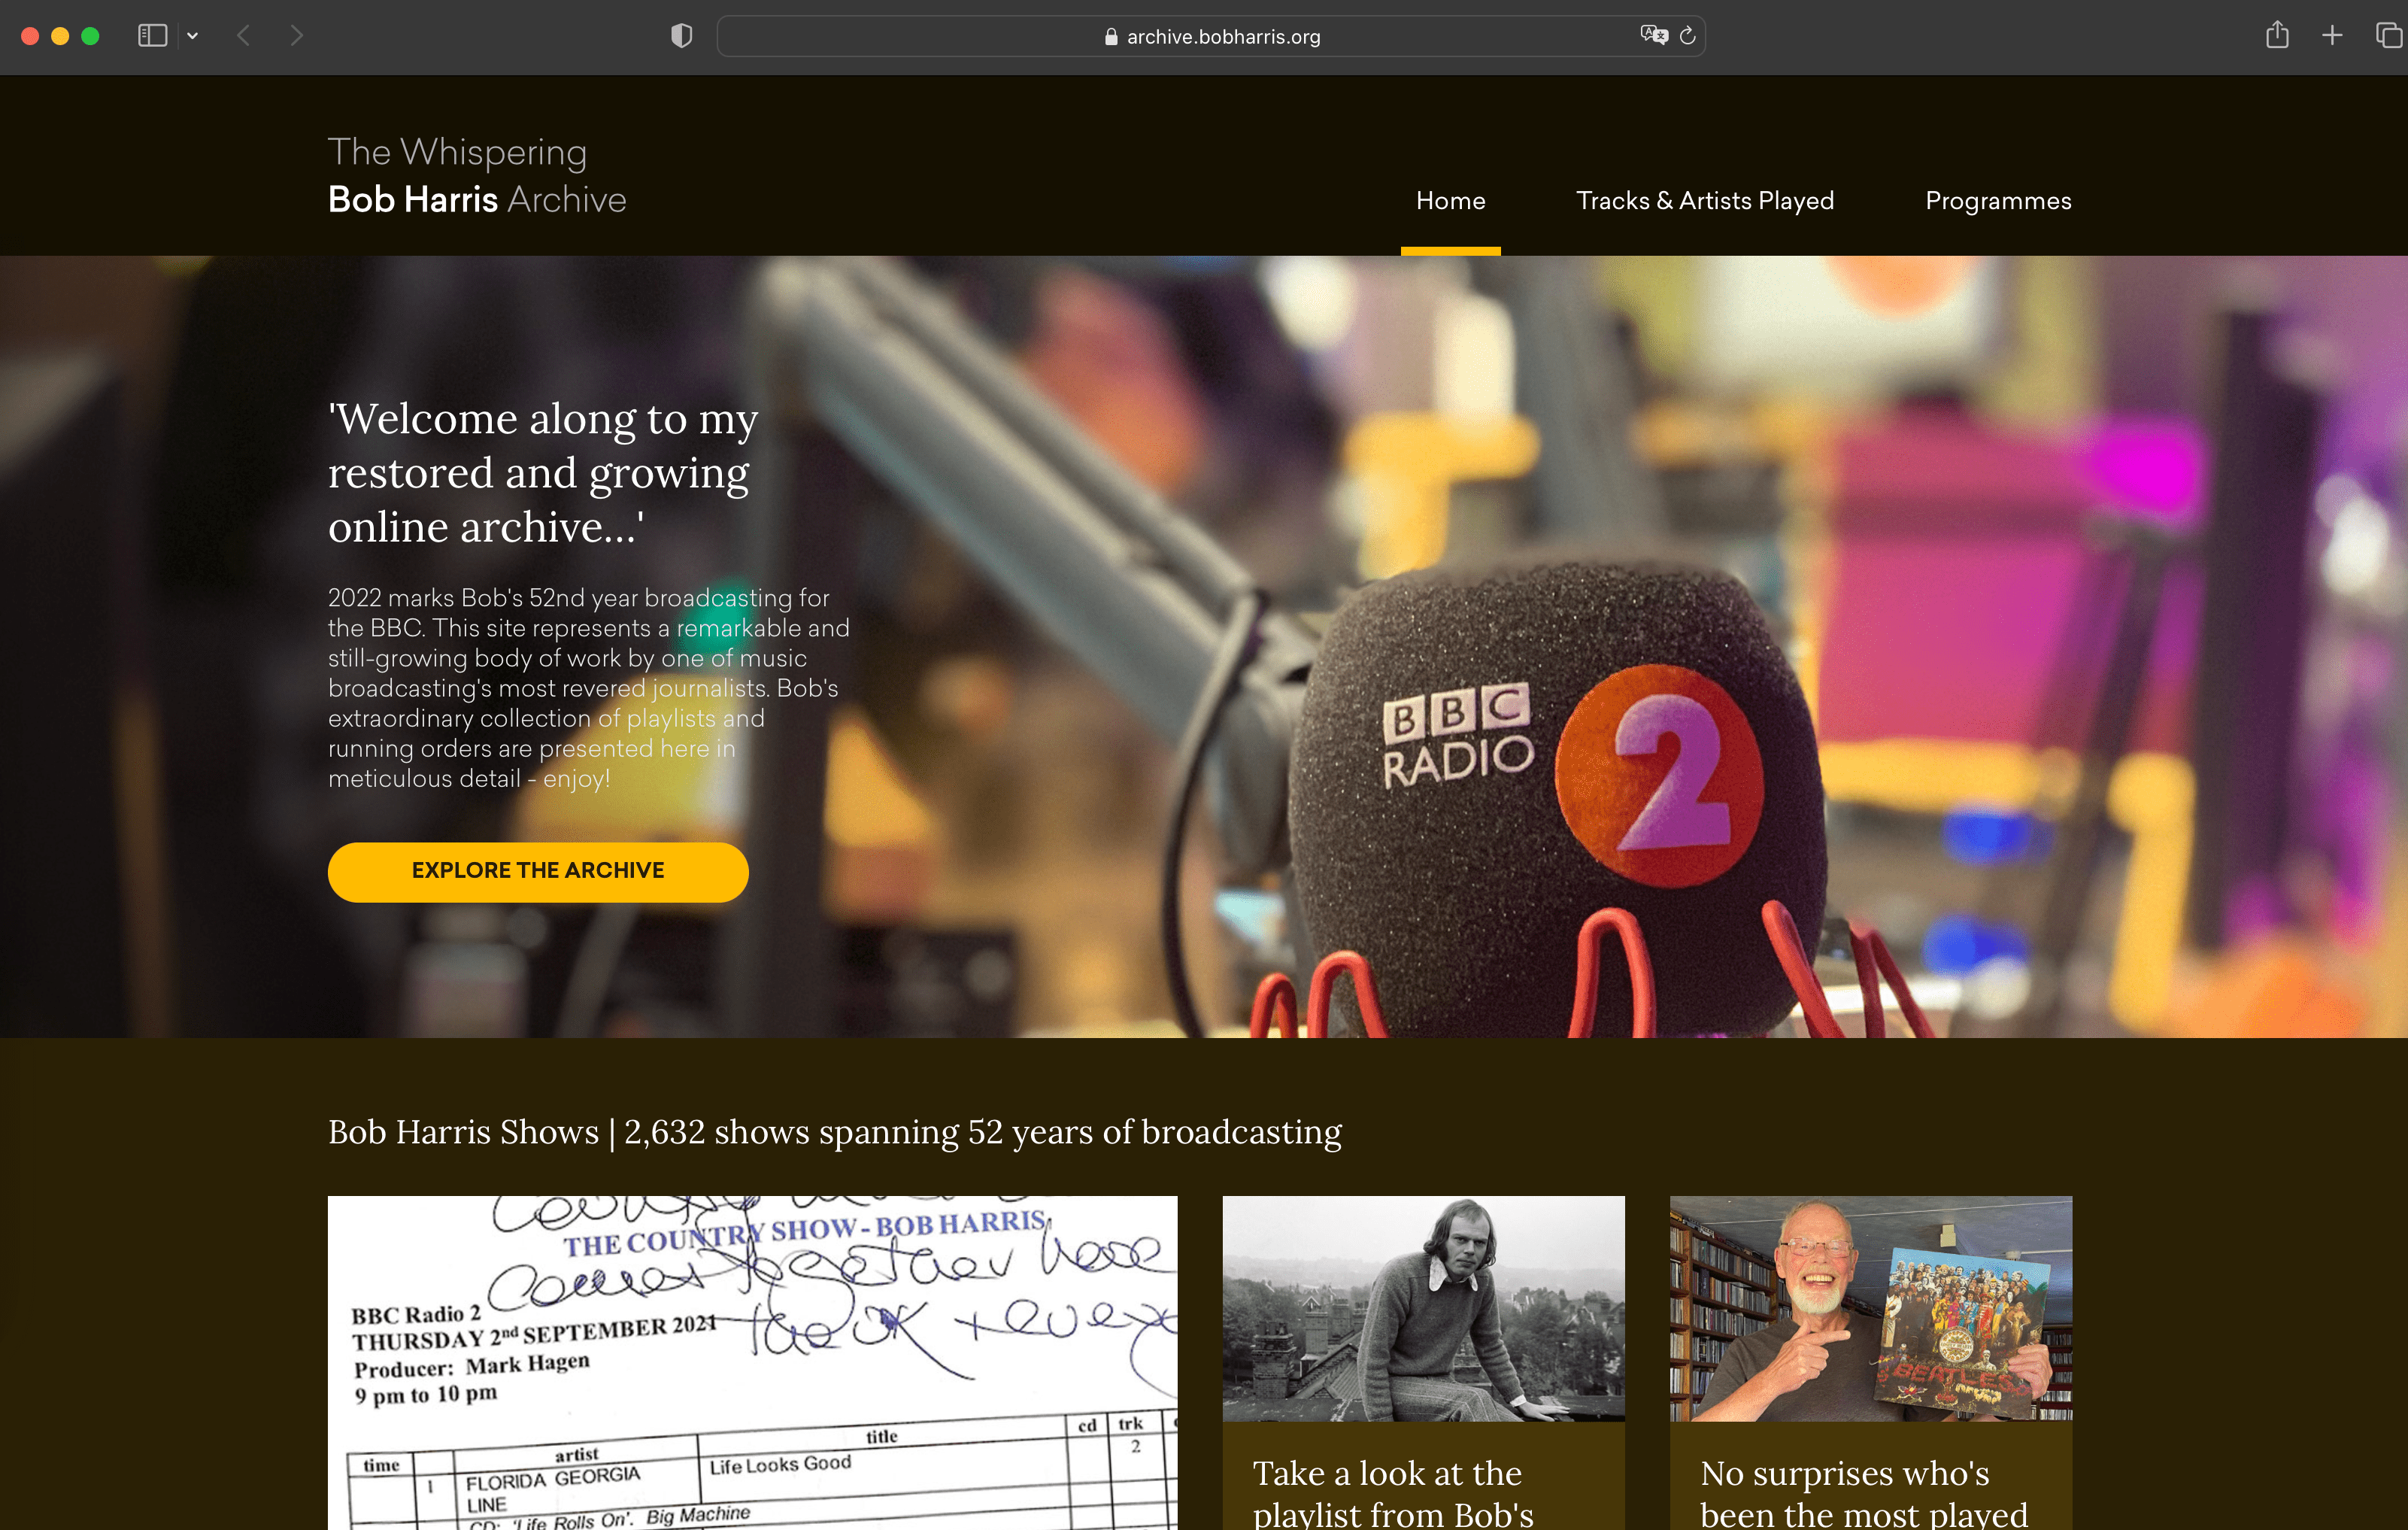 archive.bobharris.org
The Whispering
Bob Harris Archive
Home
Tracks & Artists Played
Programmes
'Welcome along to my
restored and growing
online archive...'
2022 marks Bob's 52nd year broadcasting for
the BBC. This site represents a remarkable and
still-growing body of work by one of music
broadcasting's most revered journalists. Bob's
extraordinary collection of playlists and
running orders are presented here in
meticulous detail - enjoy!
EXPLORE THE ARCHIVE
BBC
RADIO
2
Bob Harris Shows | 2,632 shows spanning 52 years of broadcasting
THE COUNTRY SHOW - BOB HARRIS
together here
BBC Radio 2
THURSDAY 2nd SEPTEMBER 2021
the UK +
Producer: Mark Hagen
9 pm to 10 pm
time artist title cd trk
1 FLORIDA GEORGIA Life Looks Good 2
LINE
CD: 'Life Rolls On'. Big Machine
BEATLES
Take a look at the
playlist from Bob's
No surprises who's
been the most played